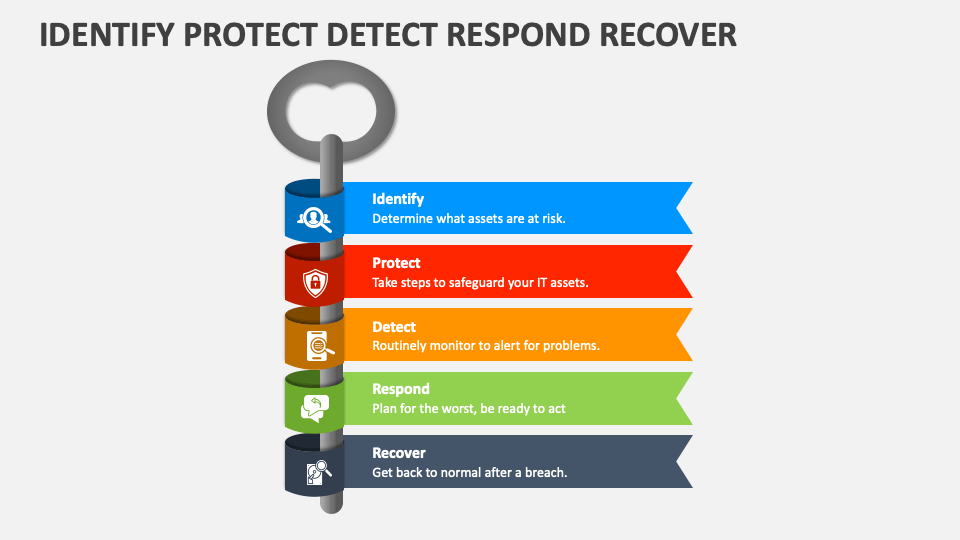 IDENTIFY PROTECT DETECT RESPOND RECOVER
Identify
Determine what assets are at risk.
Protect
Take steps to safeguard your IT assets.
Detect
Routinely monitor to alert for problems.
Respond
Plan for the worst, be ready to act
Recover
Get back to normal after a breach.